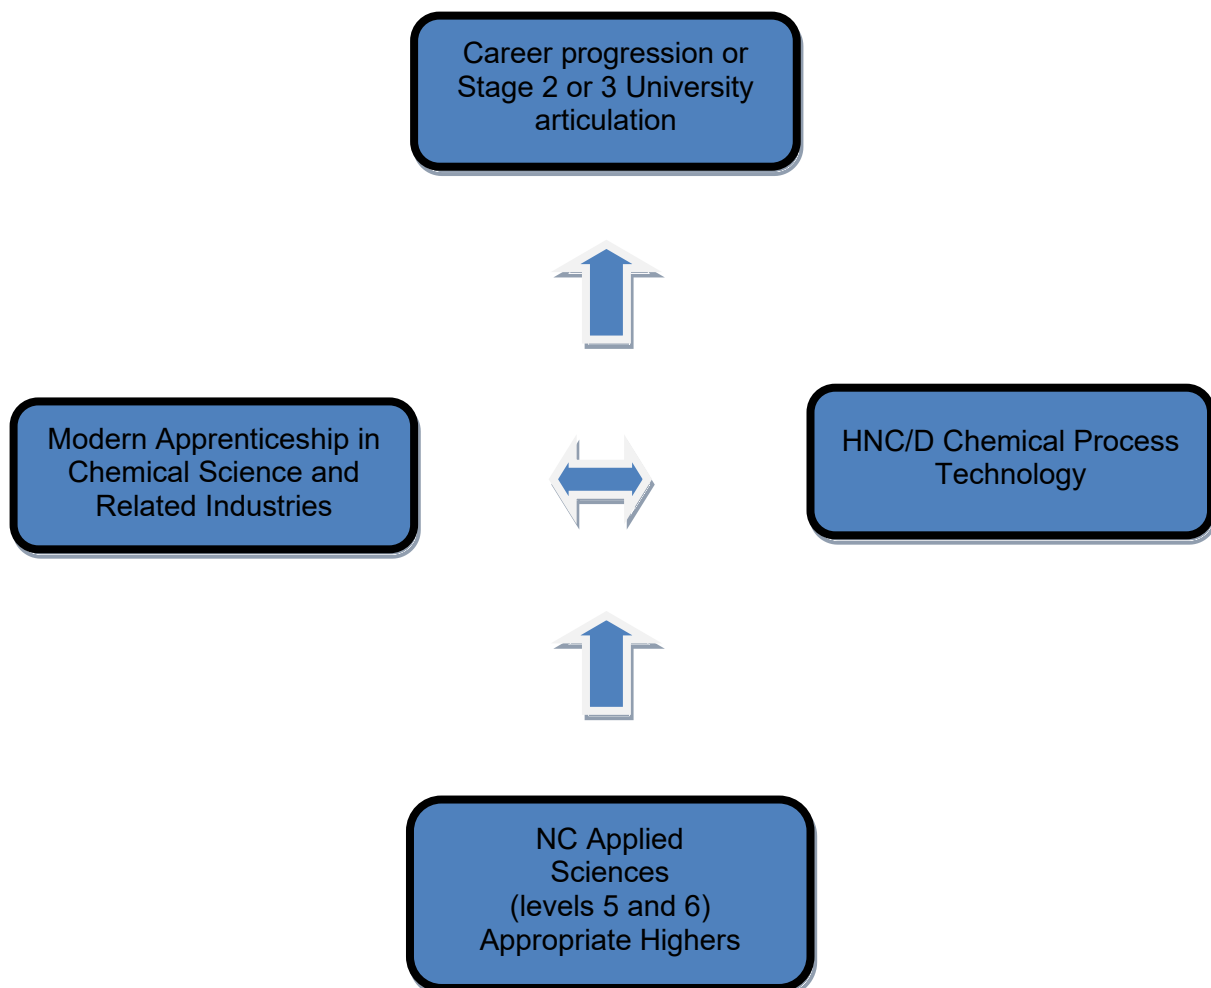 Career progression or
Stage 2 or 3 University
articulation
Modern Apprenticeship in
Chemical Science and
Related Industries
HNC/D Chemical Process
Technology
NC Applied
Sciences
(levels 5 and 6)
Appropriate Highers